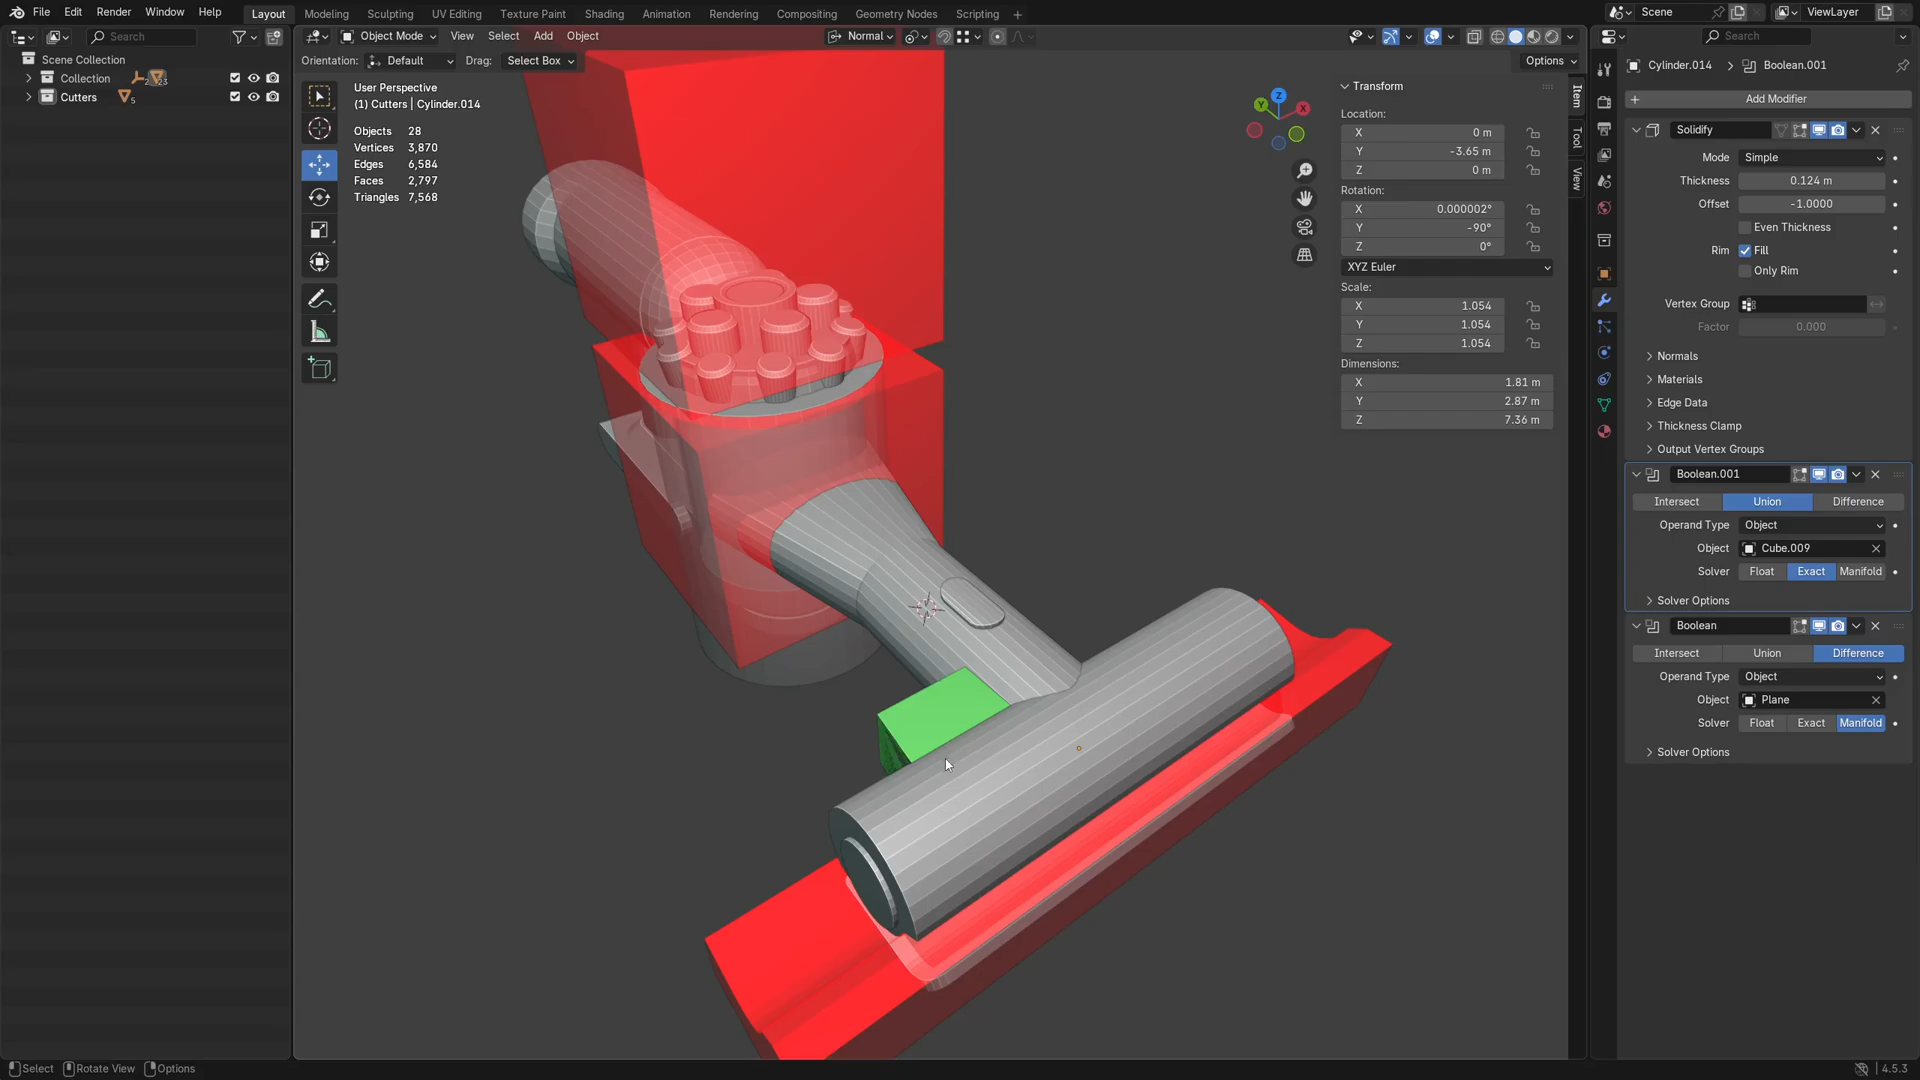 File Edit Render Window Help
Layout Modeling Sculpting UV Editing Texture Paint Shading Animation Rendering Compositing Geometry Nodes Scripting
Scene
ViewLayer
Search
Object Mode View Select Add Object
Normal
Search
Scene Collection
Collection
Cutters
5
Orientation: Default Drag: Select Box
Options
User Perspective
(1) Cutters | Cylinder.014
Objects 28
Vertices 3,870
Edges 6,584
Faces 2,797
Triangles 7,568
Z
Y
X
Transform
Location:
X 0 m
Y -3.65 m
Z 0 m
Rotation:
X 0.000002°
Y -90°
Z 0°
XYZ Euler
Scale:
X 1.054
Y 1.054
Z 1.054
Dimensions:
X 1.81 m
Y 2.87 m
Z 7.36 m
Item
Tool
View
Cylinder.014 Boolean.001
Add Modifier
Solidify
Mode Simple
Thickness 0.124 m
Offset -1.0000
Even Thickness
Rim Fill
Only Rim
Vertex Group
Factor 0.000
Normals
Materials
Edge Data
Thickness Clamp
Output Vertex Groups
Boolean.001
Intersect Union Difference
Operand Type Object
Object Cube.009
Solver Float Exact Manifold
Solver Options
Boolean
Intersect Union Difference
Operand Type Object
Object Plane
Solver Float Exact Manifold
Solver Options
Select Rotate View Options
4.5.3